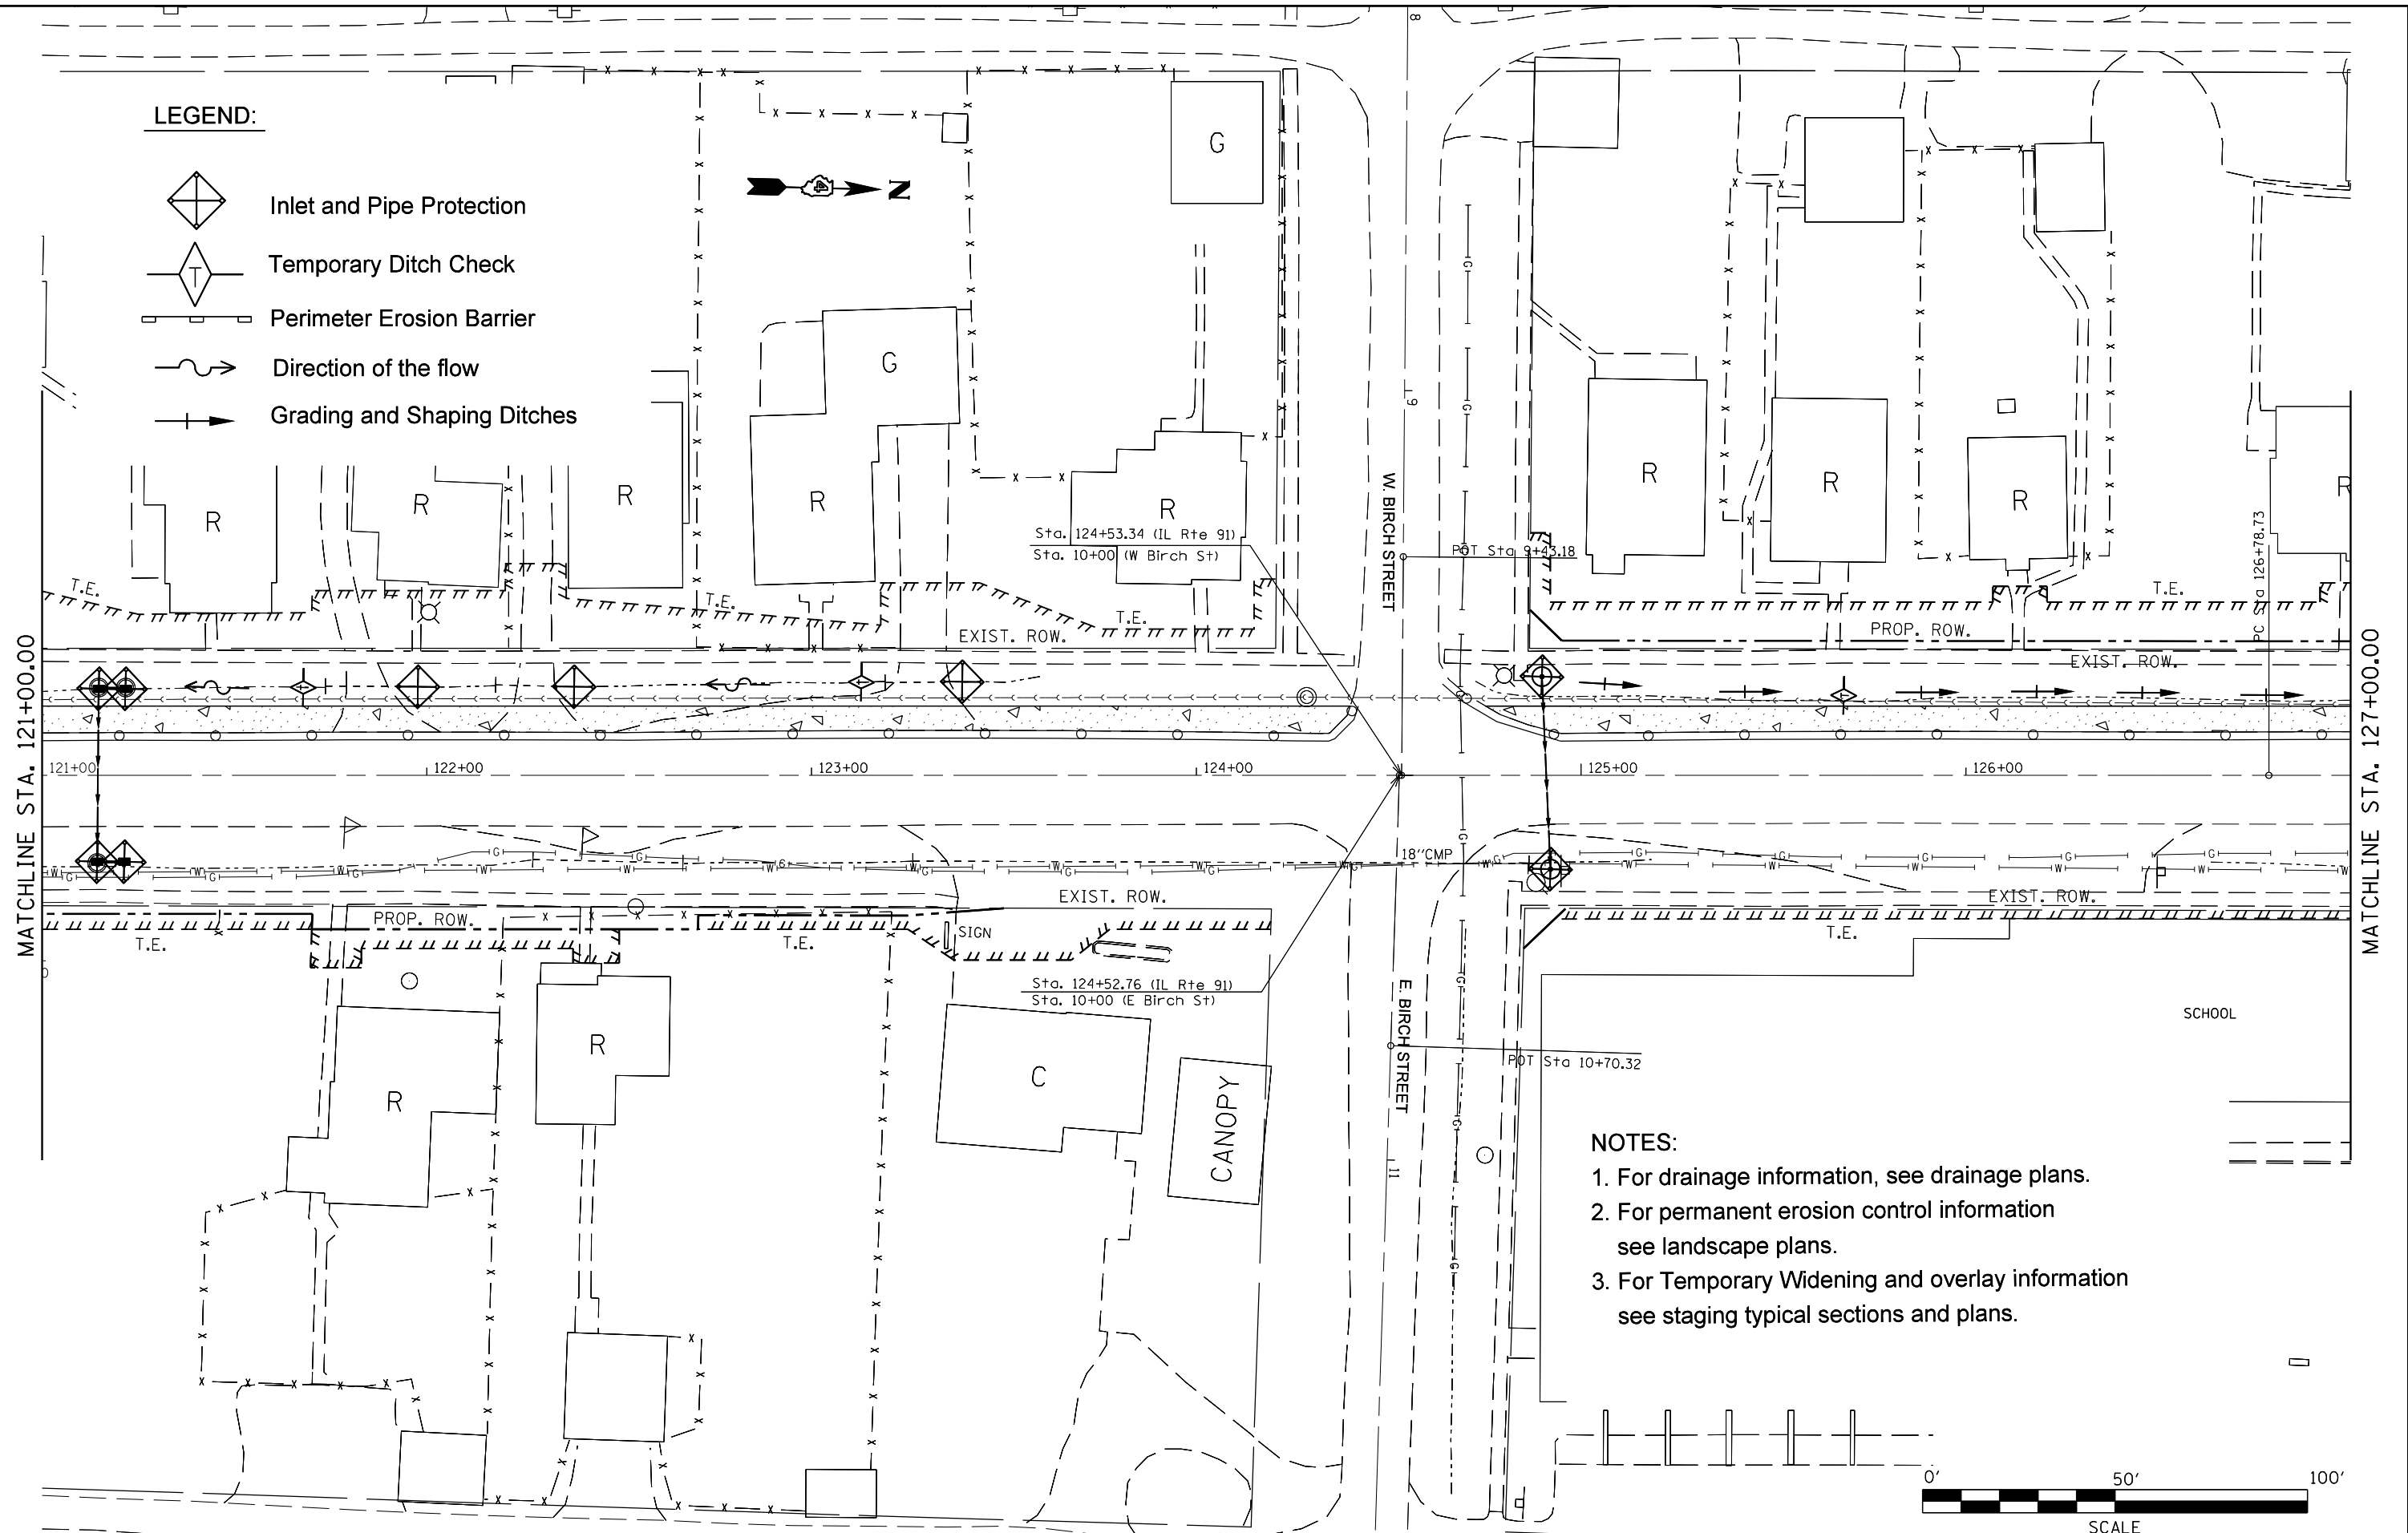 LEGEND:
Inlet and Pipe Protection
T
Temporary Ditch Check
Perimeter Erosion Barrier
Direction of the flow
Grading and Shaping Ditches
N
8
G
G
9
R
R
R
R
R
R
R
R
R
W. BIRCH STREET
Sta. 124+53.34 (IL Rte 91)
Sta. 10+00 (W Birch St)
POT Sta 9+43.18
PC Sta 126+78.73
T.E.
T.E.
T.E.
T.E.
EXIST. ROW.
PROP. ROW.
EXIST. ROW.
MATCHLINE STA. 121+00.00
MATCHLINE STA. 127+00.00
121+00
122+00
123+00
124+00
125+00
126+00
18"CMP
EXIST. ROW.
EXIST. ROW.
PROP. ROW.
T.E.
T.E.
T.E.
SIGN
Sta. 124+52.76 (IL Rte 91)
Sta. 10+00 (E Birch St)
E. BIRCH STREET
POT Sta 10+70.32
SCHOOL
R
R
C
CANOPY
11
NOTES:
1. For drainage information, see drainage plans.
2. For permanent erosion control information
see landscape plans.
3. For Temporary Widening and overlay information
see staging typical sections and plans.
0' 50' 100'
SCALE